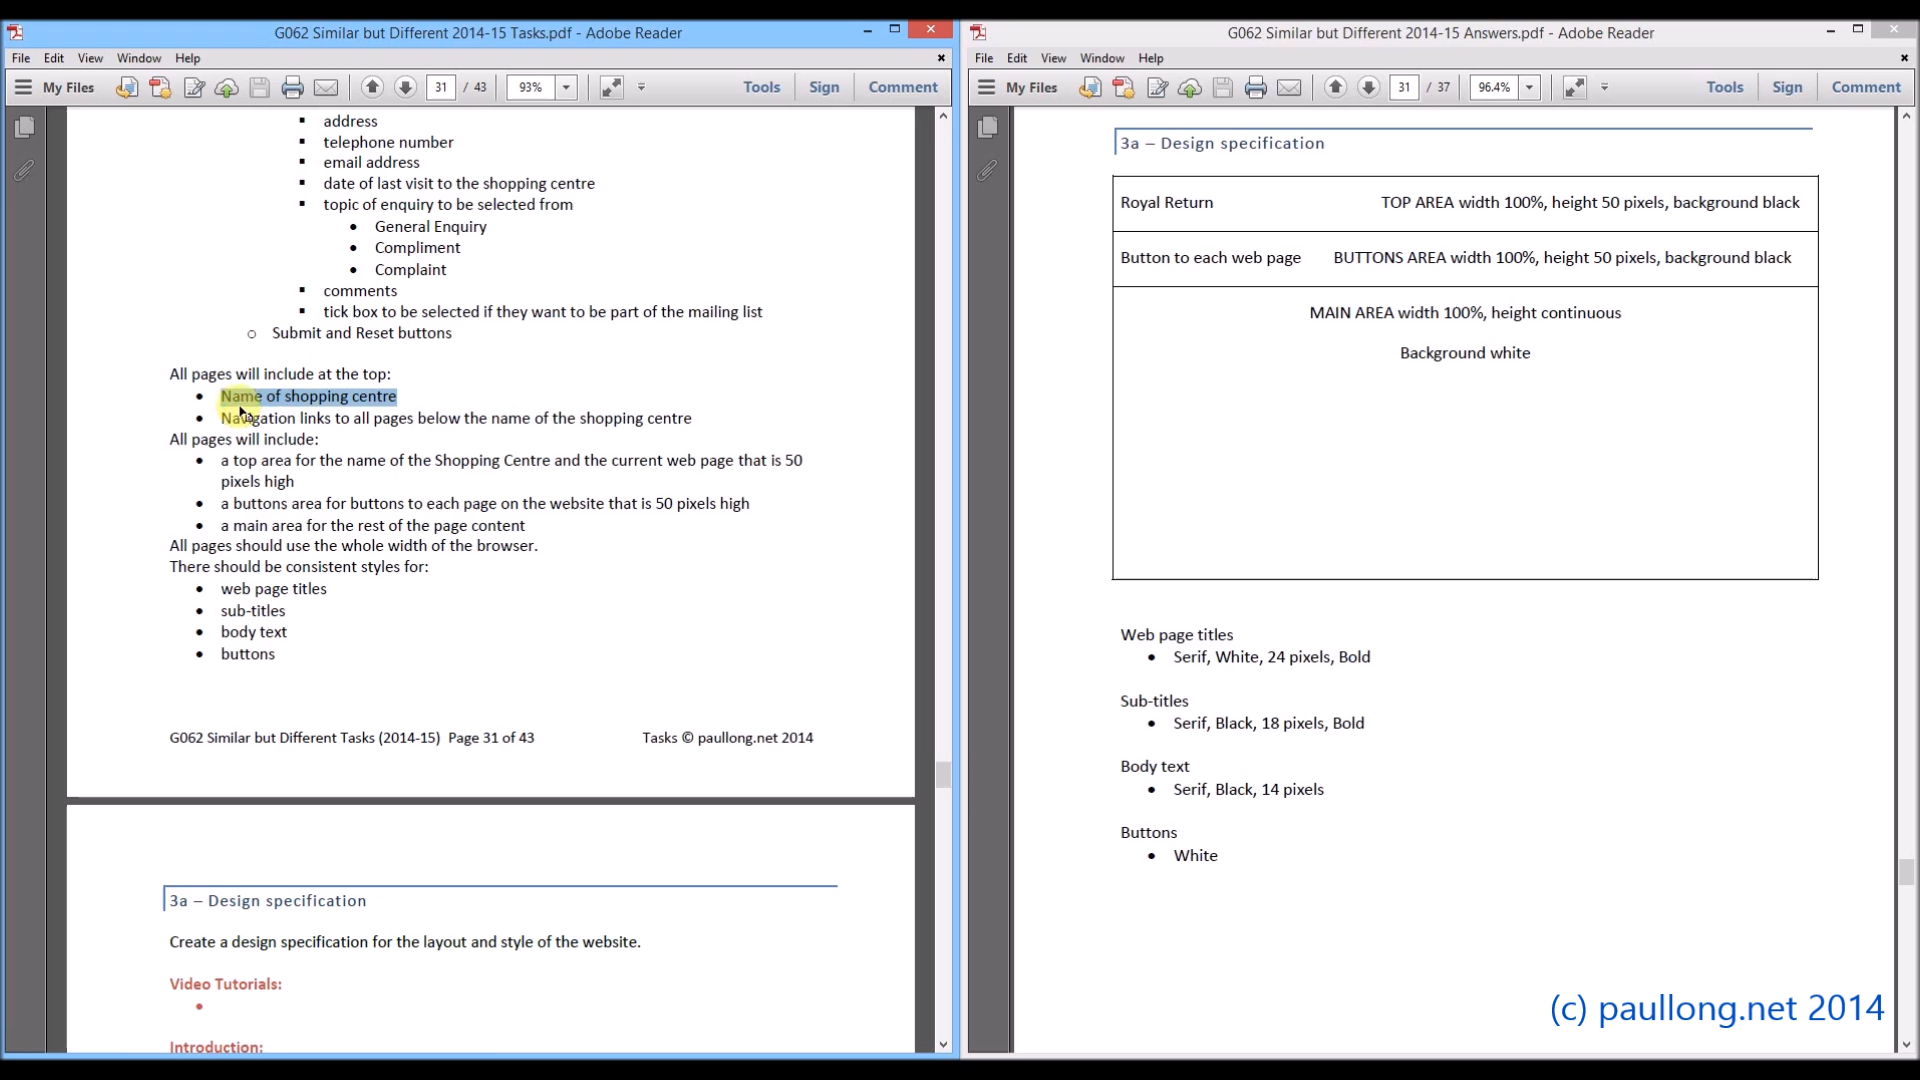 G062 Similar but Different 2014-15 Tasks.pdf - Adobe Reader
File Edit View Window Help
My Files 31 / 43 93% Tools Sign Comment
address
telephone number
email address
date of last visit to the shopping centre
topic of enquiry to be selected from
General Enquiry
Compliment
Complaint
comments
tick box to be selected if they want to be part of the mailing list
Submit and Reset buttons
All pages will include at the top:
Name of shopping centre
Navigation links to all pages below the name of the shopping centre
All pages will include:
a top area for the name of the Shopping Centre and the current web page that is 50
pixels high
a buttons area for buttons to each page on the website that is 50 pixels high
a main area for the rest of the page content
All pages should use the whole width of the browser.
There should be consistent styles for:
web page titles
sub-titles
body text
buttons
G062 Similar but Different Tasks (2014-15) Page 31 of 43 Tasks © paullong.net 2014
3a – Design specification
Create a design specification for the layout and style of the website.
Video Tutorials:
Introduction:
G062 Similar but Different 2014-15 Answers.pdf - Adobe Reader
File Edit View Window Help
My Files 31 / 37 96.4% Tools Sign Comment
3a – Design specification
Royal Return TOP AREA width 100%, height 50 pixels, background black
Button to each web page BUTTONS AREA width 100%, height 50 pixels, background black
MAIN AREA width 100%, height continuous
Background white
Web page titles
Serif, White, 24 pixels, Bold
Sub-titles
Serif, Black, 18 pixels, Bold
Body text
Serif, Black, 14 pixels
Buttons
White
(c) paullong.net 2014